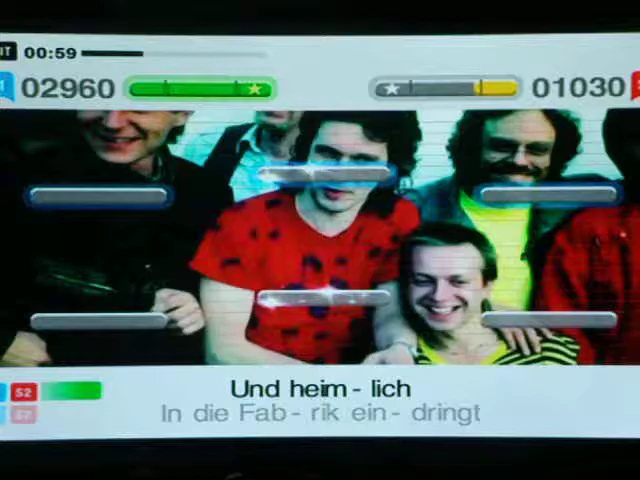 00:59
02960
01030
Und heim - lich
In die Fab - rik ein - dringt
S2
S2